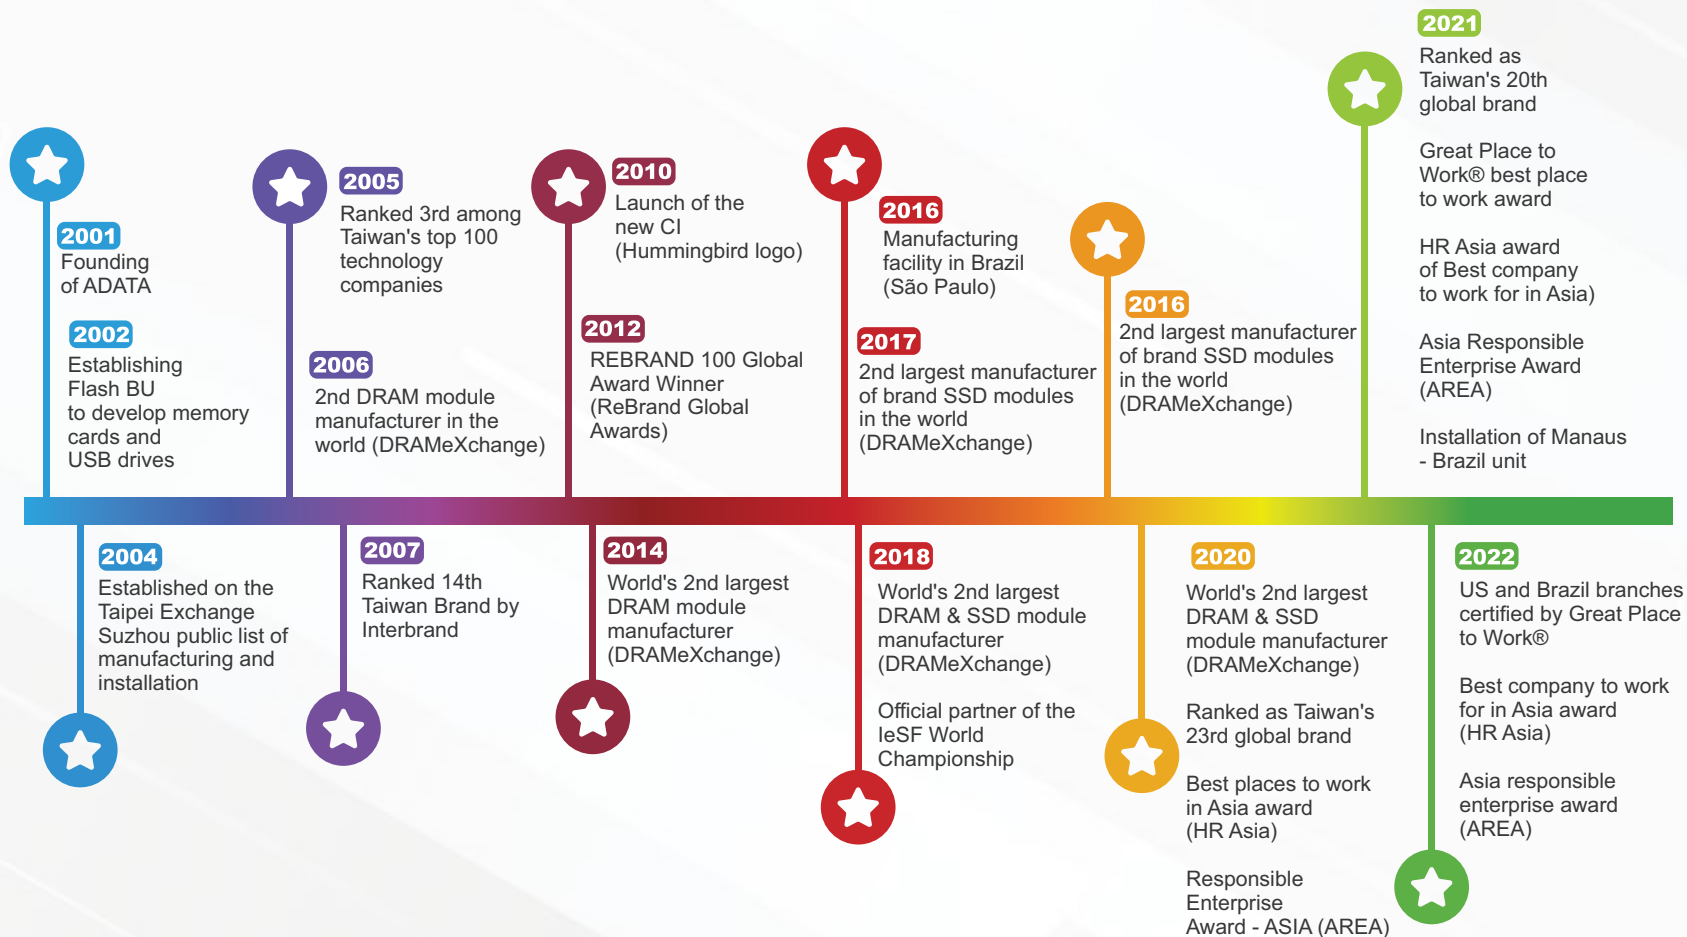 2001
Founding
of ADATA
2002
Establishing
Flash BU
to develop memory
cards and
USB drives
2004
Established on the
Taipei Exchange
Suzhou public list of
manufacturing and
installation
2005
Ranked 3rd among
Taiwan's top 100
technology
companies
2006
2nd DRAM module
manufacturer in the
world (DRAMeXchange)
2007
Ranked 14th
Taiwan Brand by
Interbrand
2010
Launch of the
new CI
(Hummingbird logo)
2012
REBRAND 100 Global
Award Winner
(ReBrand Global
Awards)
2014
World's 2nd largest
DRAM module
manufacturer
(DRAMeXchange)
2016
Manufacturing
facility in Brazil
(São Paulo)
2017
2nd largest manufacturer
of brand SSD modules
in the world
(DRAMeXchange)
2018
World's 2nd largest
DRAM & SSD module
manufacturer
(DRAMeXchange)
Official partner of the
IeSF World
Championship
2016
2nd largest manufacturer
of brand SSD modules
in the world
(DRAMeXchange)
2020
World's 2nd largest
DRAM & SSD
module manufacturer
(DRAMeXchange)
Ranked as Taiwan's
23rd global brand
Best places to work
in Asia award
(HR Asia)
Responsible
Enterprise
Award - ASIA (AREA)
2021
Ranked as
Taiwan's 20th
global brand
Great Place to
Work® best place
to work award
HR Asia award
of Best company
to work for in Asia)
Asia Responsible
Enterprise Award
(AREA)
Installation of Manaus
- Brazil unit
2022
US and Brazil branches
certified by Great Place
to Work®
Best company to work
for in Asia award
(HR Asia)
Asia responsible
enterprise award
(AREA)